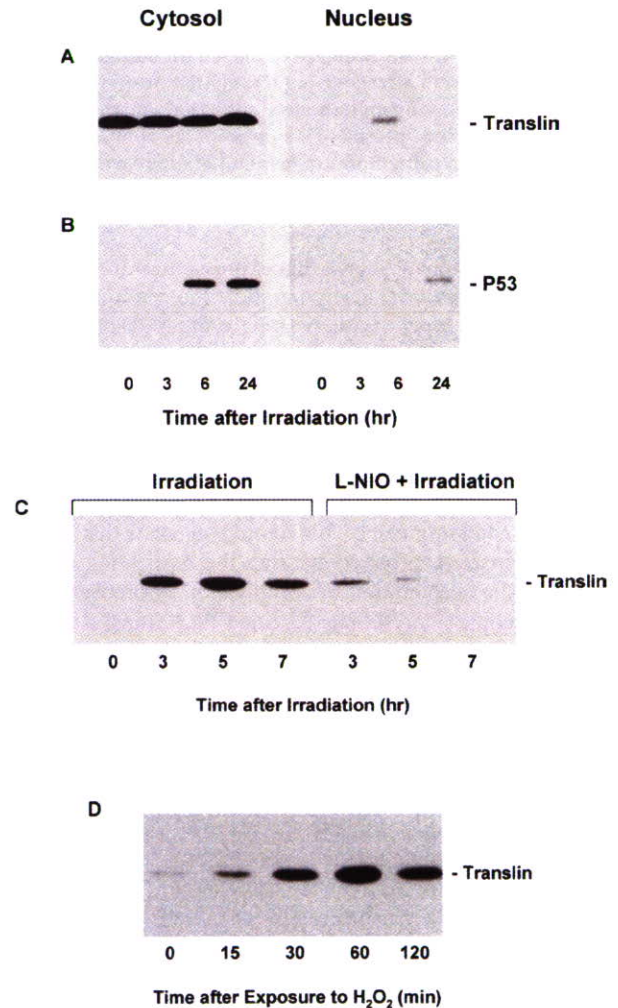 Cytosol Nucleus
A
- Translin
B
- P53
0 3 6 24 0 3 6 24
Time after Irradiation (hr)
Irradiation L-NIO + Irradiation
C
- Translin
0 3 5 7 3 5 7
Time after Irradiation (hr)
D
- Translin
0 15 30 60 120
Time after Exposure to H₂O₂ (min)